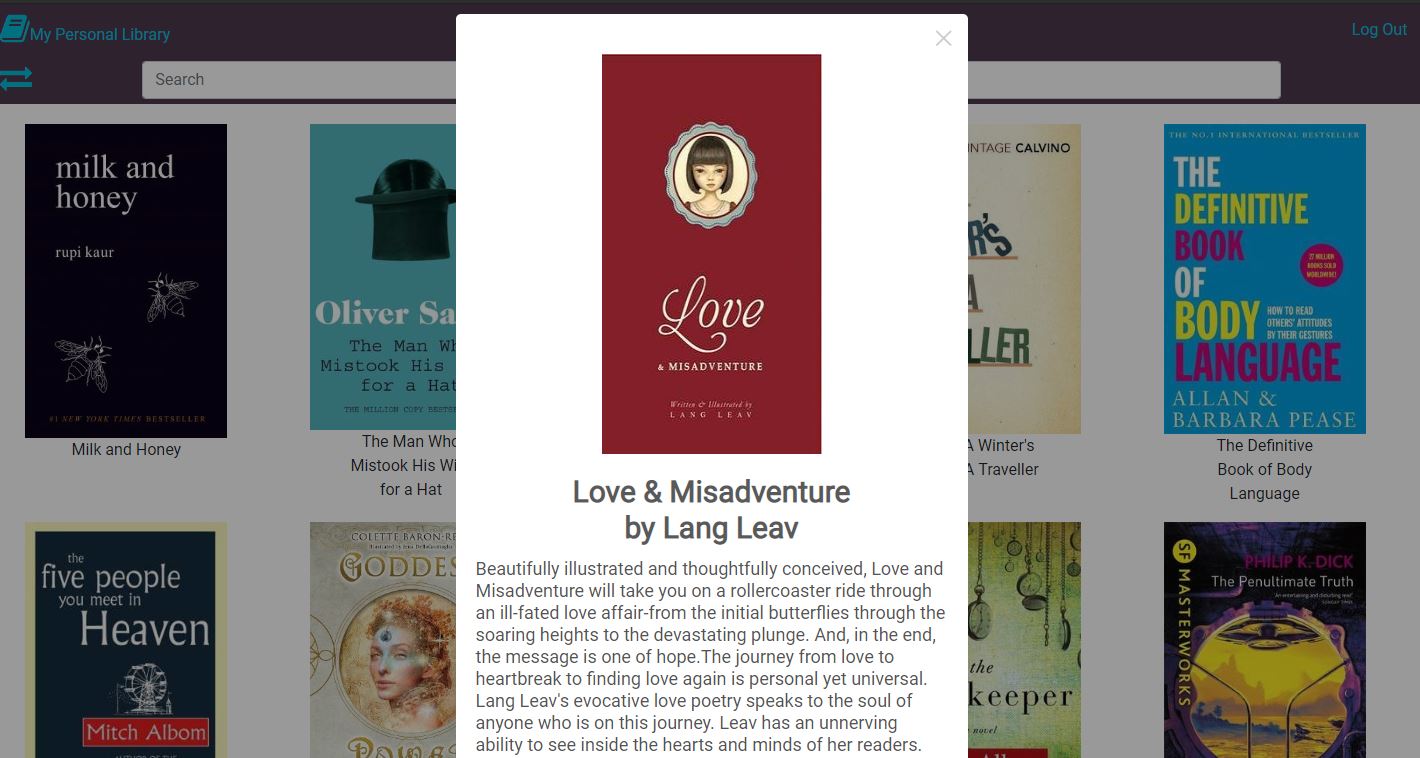 My Personal Library
Log Out
Search
milk and
honey
rupi kaur
#1 NEW YORK TIMES BESTSELLER
Milk and Honey
Oliver Sa
The Man Wh
Mistook His
for a Hat
THE MILLION COPY BESTS
The Man Who
Mistook His Wi
for a Hat
Love
& MISADVENTURE
Written & Illustrated by
LANG LEAV
Love & Misadventure
by Lang Leav
Beautifully illustrated and thoughtfully conceived, Love and
Misadventure will take you on a rollercoaster ride through
an ill-fated love affair-from the initial butterflies through the
soaring heights to the devastating plunge. And, in the end,
the message is one of hope.The journey from love to
heartbreak to finding love again is personal yet universal.
Lang Leav's evocative love poetry speaks to the soul of
anyone who is on this journey. Leav has an unnerving
ability to see inside the hearts and minds of her readers.
INTAGE CALVINO
R'S
A
LLER
A Winter's
A Traveller
THE NO.1 INTERNATIONAL BESTSELLER
THE
DEFINITIVE
BOOK
OF
BODY
LANGUAGE
27 MILLION
BOOKS SOLD
WORLDWIDE!
HOW TO READ
OTHERS' ATTITUDES
BY THEIR GESTURES
ALLAN &
BARBARA PEASE
The Definitive
Book of Body
Language
the
five people
you meet in
Heaven
Mitch Albom
AUTHOR OF THE
COLETTE BARON-RE
GODDES
POWER
the
keeper
novel
SF MASTERWORKS
PHILIP K. DICK
The Penultimate Truth